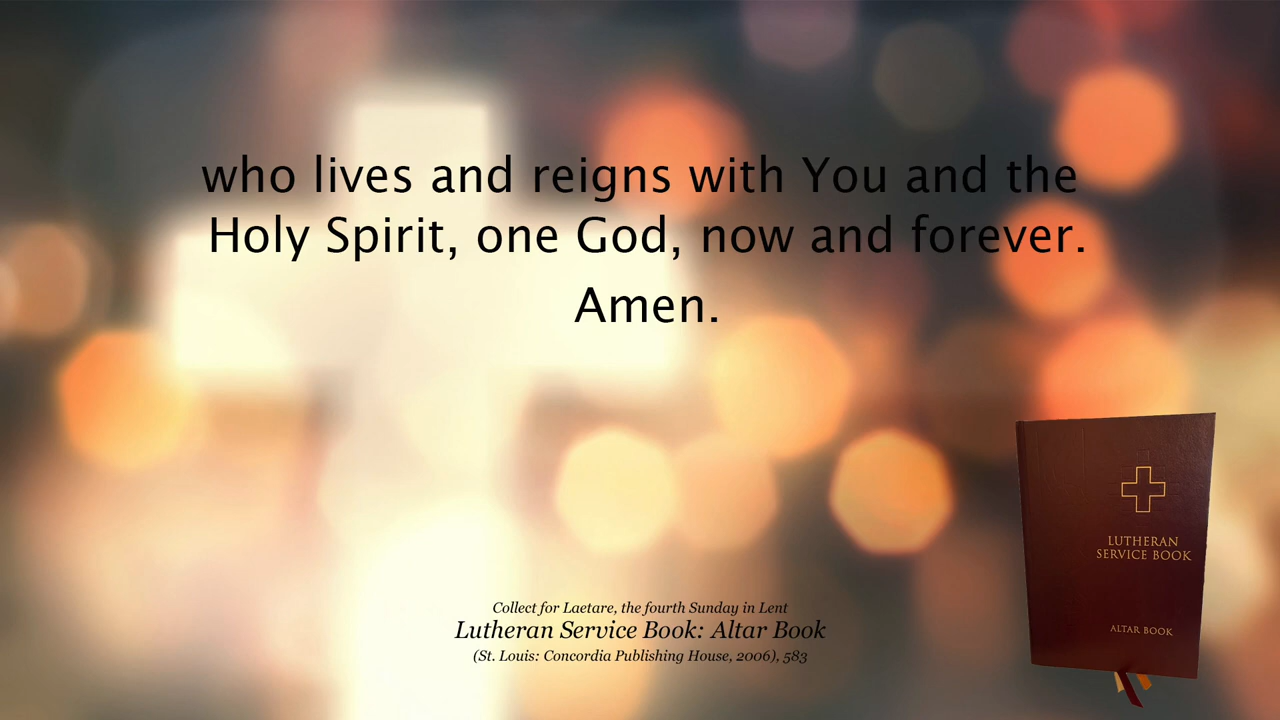 who lives and reigns with You and the
Holy Spirit, one God, now and forever.
Amen.
LUTHERAN
SERVICE BOOK
ALTAR BOOK
Collect for Laetare, the fourth Sunday in Lent
Lutheran Service Book: Altar Book
(St. Louis: Concordia Publishing House, 2006), 583